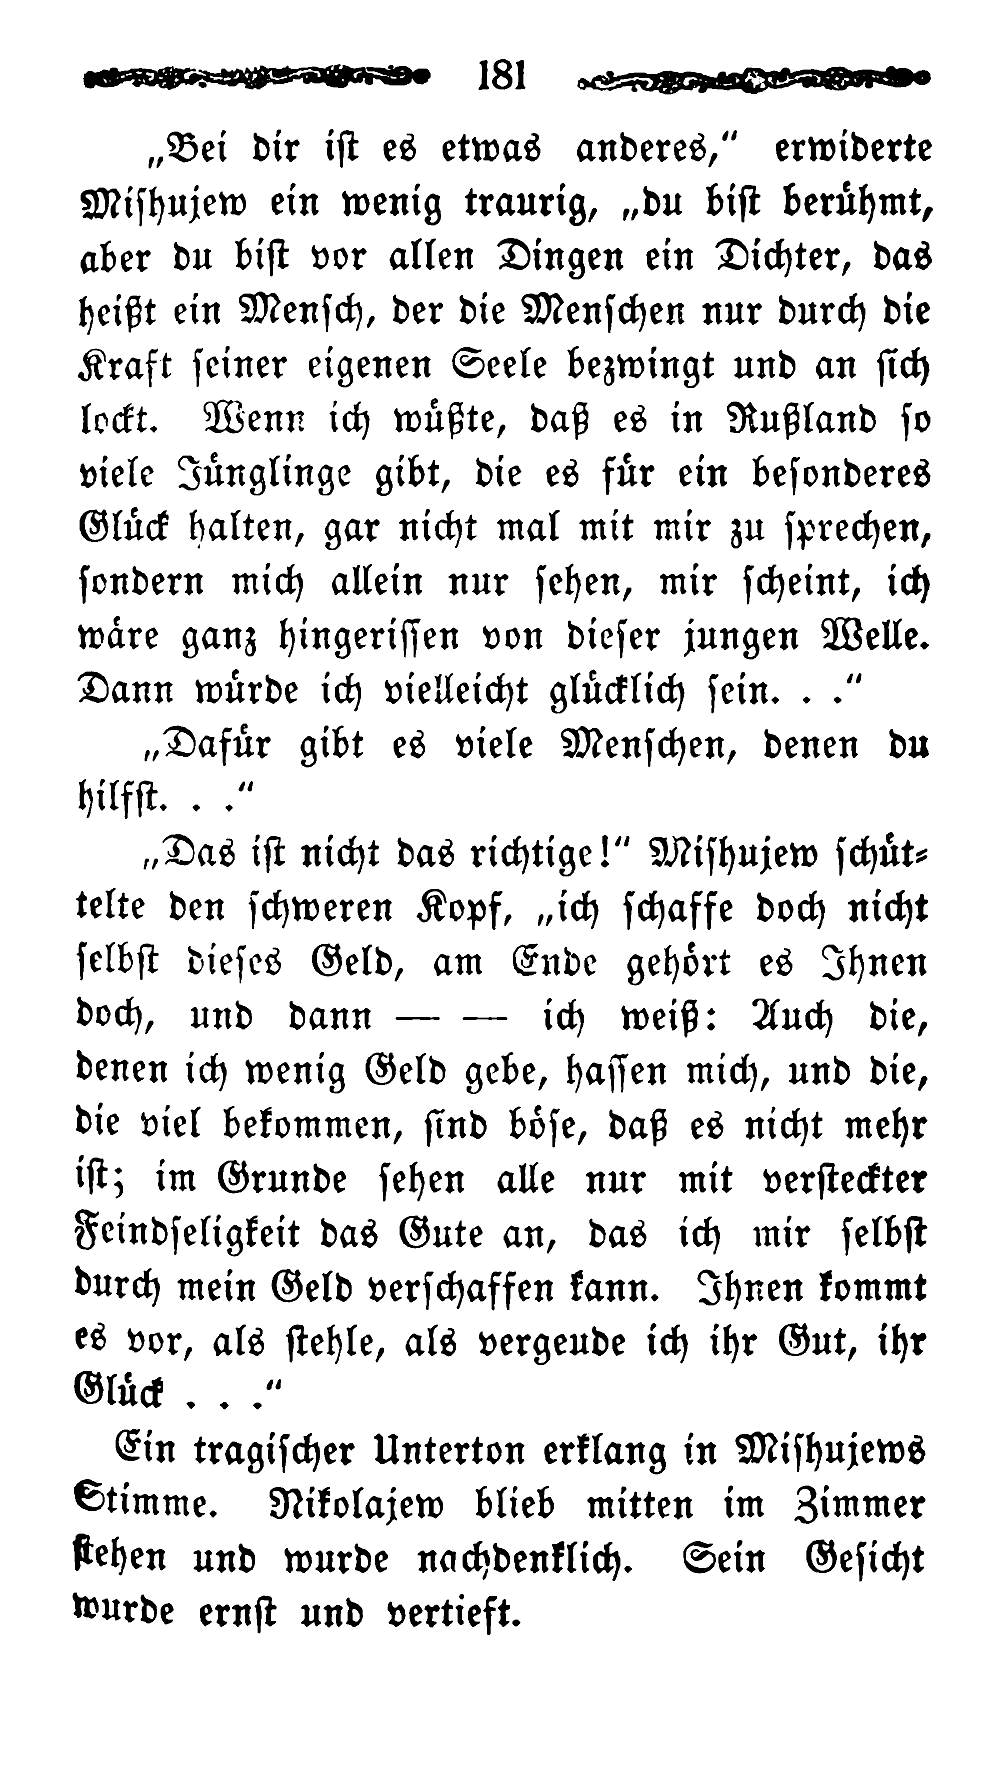 181
„Bei dir ist es etwas anderes,“ erwiderte
Mishujew ein wenig traurig, „du bist berühmt,
aber du bist vor allen Dingen ein Dichter, das
heißt ein Mensch, der die Menschen nur durch die
Kraft seiner eigenen Seele bezwingt und an sich
lockt. Wenn ich wüßte, daß es in Rußland so
viele Jünglinge gibt, die es für ein besonderes
Glück halten, gar nicht mal mit mir zu sprechen,
sondern mich allein nur sehen, mir scheint, ich
wäre ganz hingerissen von dieser jungen Welle.
Dann würde ich vielleicht glücklich sein. . .“
„Dafür gibt es viele Menschen, denen du
hilfst. . .“
„Das ist nicht das richtige!“ Mishujew schüt-
telte den schweren Kopf, „ich schaffe doch nicht
selbst dieses Geld, am Ende gehört es Ihnen
doch, und dann — — ich weiß: Auch die,
denen ich wenig Geld gebe, hassen mich, und die,
die viel bekommen, sind böse, daß es nicht mehr
ist; im Grunde sehen alle nur mit versteckter
Feindseligkeit das Gute an, das ich mir selbst
durch mein Geld verschaffen kann. Ihnen kommt
es vor, als stehle, als vergeude ich ihr Gut, ihr
Glück . . .“
Ein tragischer Unterton erklang in Mishujews
Stimme. Nikolajew blieb mitten im Zimmer
stehen und wurde nachdenklich. Sein Gesicht
wurde ernst und vertieft.